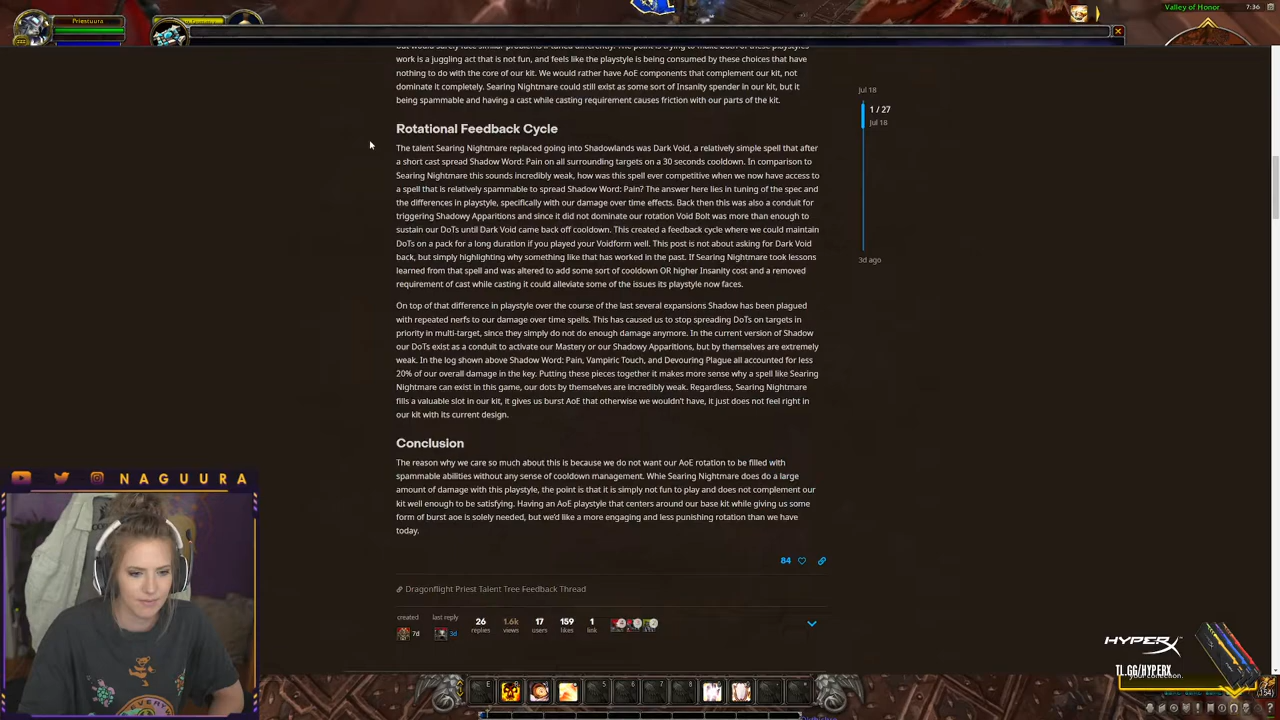 Priestuura
Valley of Honor
7:36
work is a juggling act that is not fun, and feels like the playstyle is being consumed by these choices that have
nothing to do with the core of our kit. We would rather have AoE components that complement our kit, not
dominate it completely. Searing Nightmare could still exist as some sort of Insanity spender in our kit, but it
being spammable and having a cast while casting requirement causes friction with our parts of the kit.
Jul 18
1 / 27
Jul 18
3d ago
Rotational Feedback Cycle
The talent Searing Nightmare replaced going into Shadowlands was Dark Void, a relatively simple spell that after
a short cast spread Shadow Word: Pain on all surrounding targets on a 30 seconds cooldown. In comparison to
Searing Nightmare this sounds incredibly weak, how was this spell ever competitive when we now have access to
a spell that is relatively spammable to spread Shadow Word: Pain? The answer here lies in tuning of the spec and
the differences in playstyle, specifically with our damage over time effects. Back then this was also a conduit for
triggering Shadowy Apparitions and since it did not dominate our rotation Void Bolt was more than enough to
sustain our DoTs until Dark Void came back off cooldown. This created a feedback cycle where we could maintain
DoTs on a pack for a long duration if you played your Voidform well. This post is not about asking for Dark Void
back, but simply highlighting why something like that has worked in the past. If Searing Nightmare took lessons
learned from that spell and was altered to add some sort of cooldown OR higher Insanity cost and a removed
requirement of cast while casting it could alleviate some of the issues its playstyle now faces.
On top of that difference in playstyle over the course of the last several expansions Shadow has been plagued
with repeated nerfs to our damage over time spells. This has caused us to stop spreading DoTs on targets in
priority in multi-target, since they simply do not do enough damage anymore. In the current version of Shadow
our DoTs exist as a conduit to activate our Mastery or our Shadowy Apparitions, but by themselves are extremely
weak. In the log shown above Shadow Word: Pain, Vampiric Touch, and Devouring Plague all accounted for less
20% of our overall damage in the key. Putting these pieces together it makes more sense why a spell like Searing
Nightmare can exist in this game, our dots by themselves are incredibly weak. Regardless, Searing Nightmare
fills a valuable slot in our kit, it gives us burst AoE that otherwise we wouldn't have, it just does not feel right in
our kit with its current design.
Conclusion
The reason why we care so much about this is because we do not want our AoE rotation to be filled with
spammable abilities without any sense of cooldown management. Whie Searing Nightmare does do a large
amount of damage with this playstyle, the point is that it is simply not fun to play and does not complement our
kit well enough to be satisfying. Having an AoE playstyle that centers around our base kit while giving us some
form of burst aoe is solely needed, but we'd like a more engaging and less punishing rotation than we have
today.
84
Dragonflight Priest Talent Tree Feedback Thread
created
7d
last reply
3d
26
replies
1.6k
views
17
users
159
likes
1
link
NAGUURA
HYPERX
TL.GG/HYPERX
E
5
6
7
8